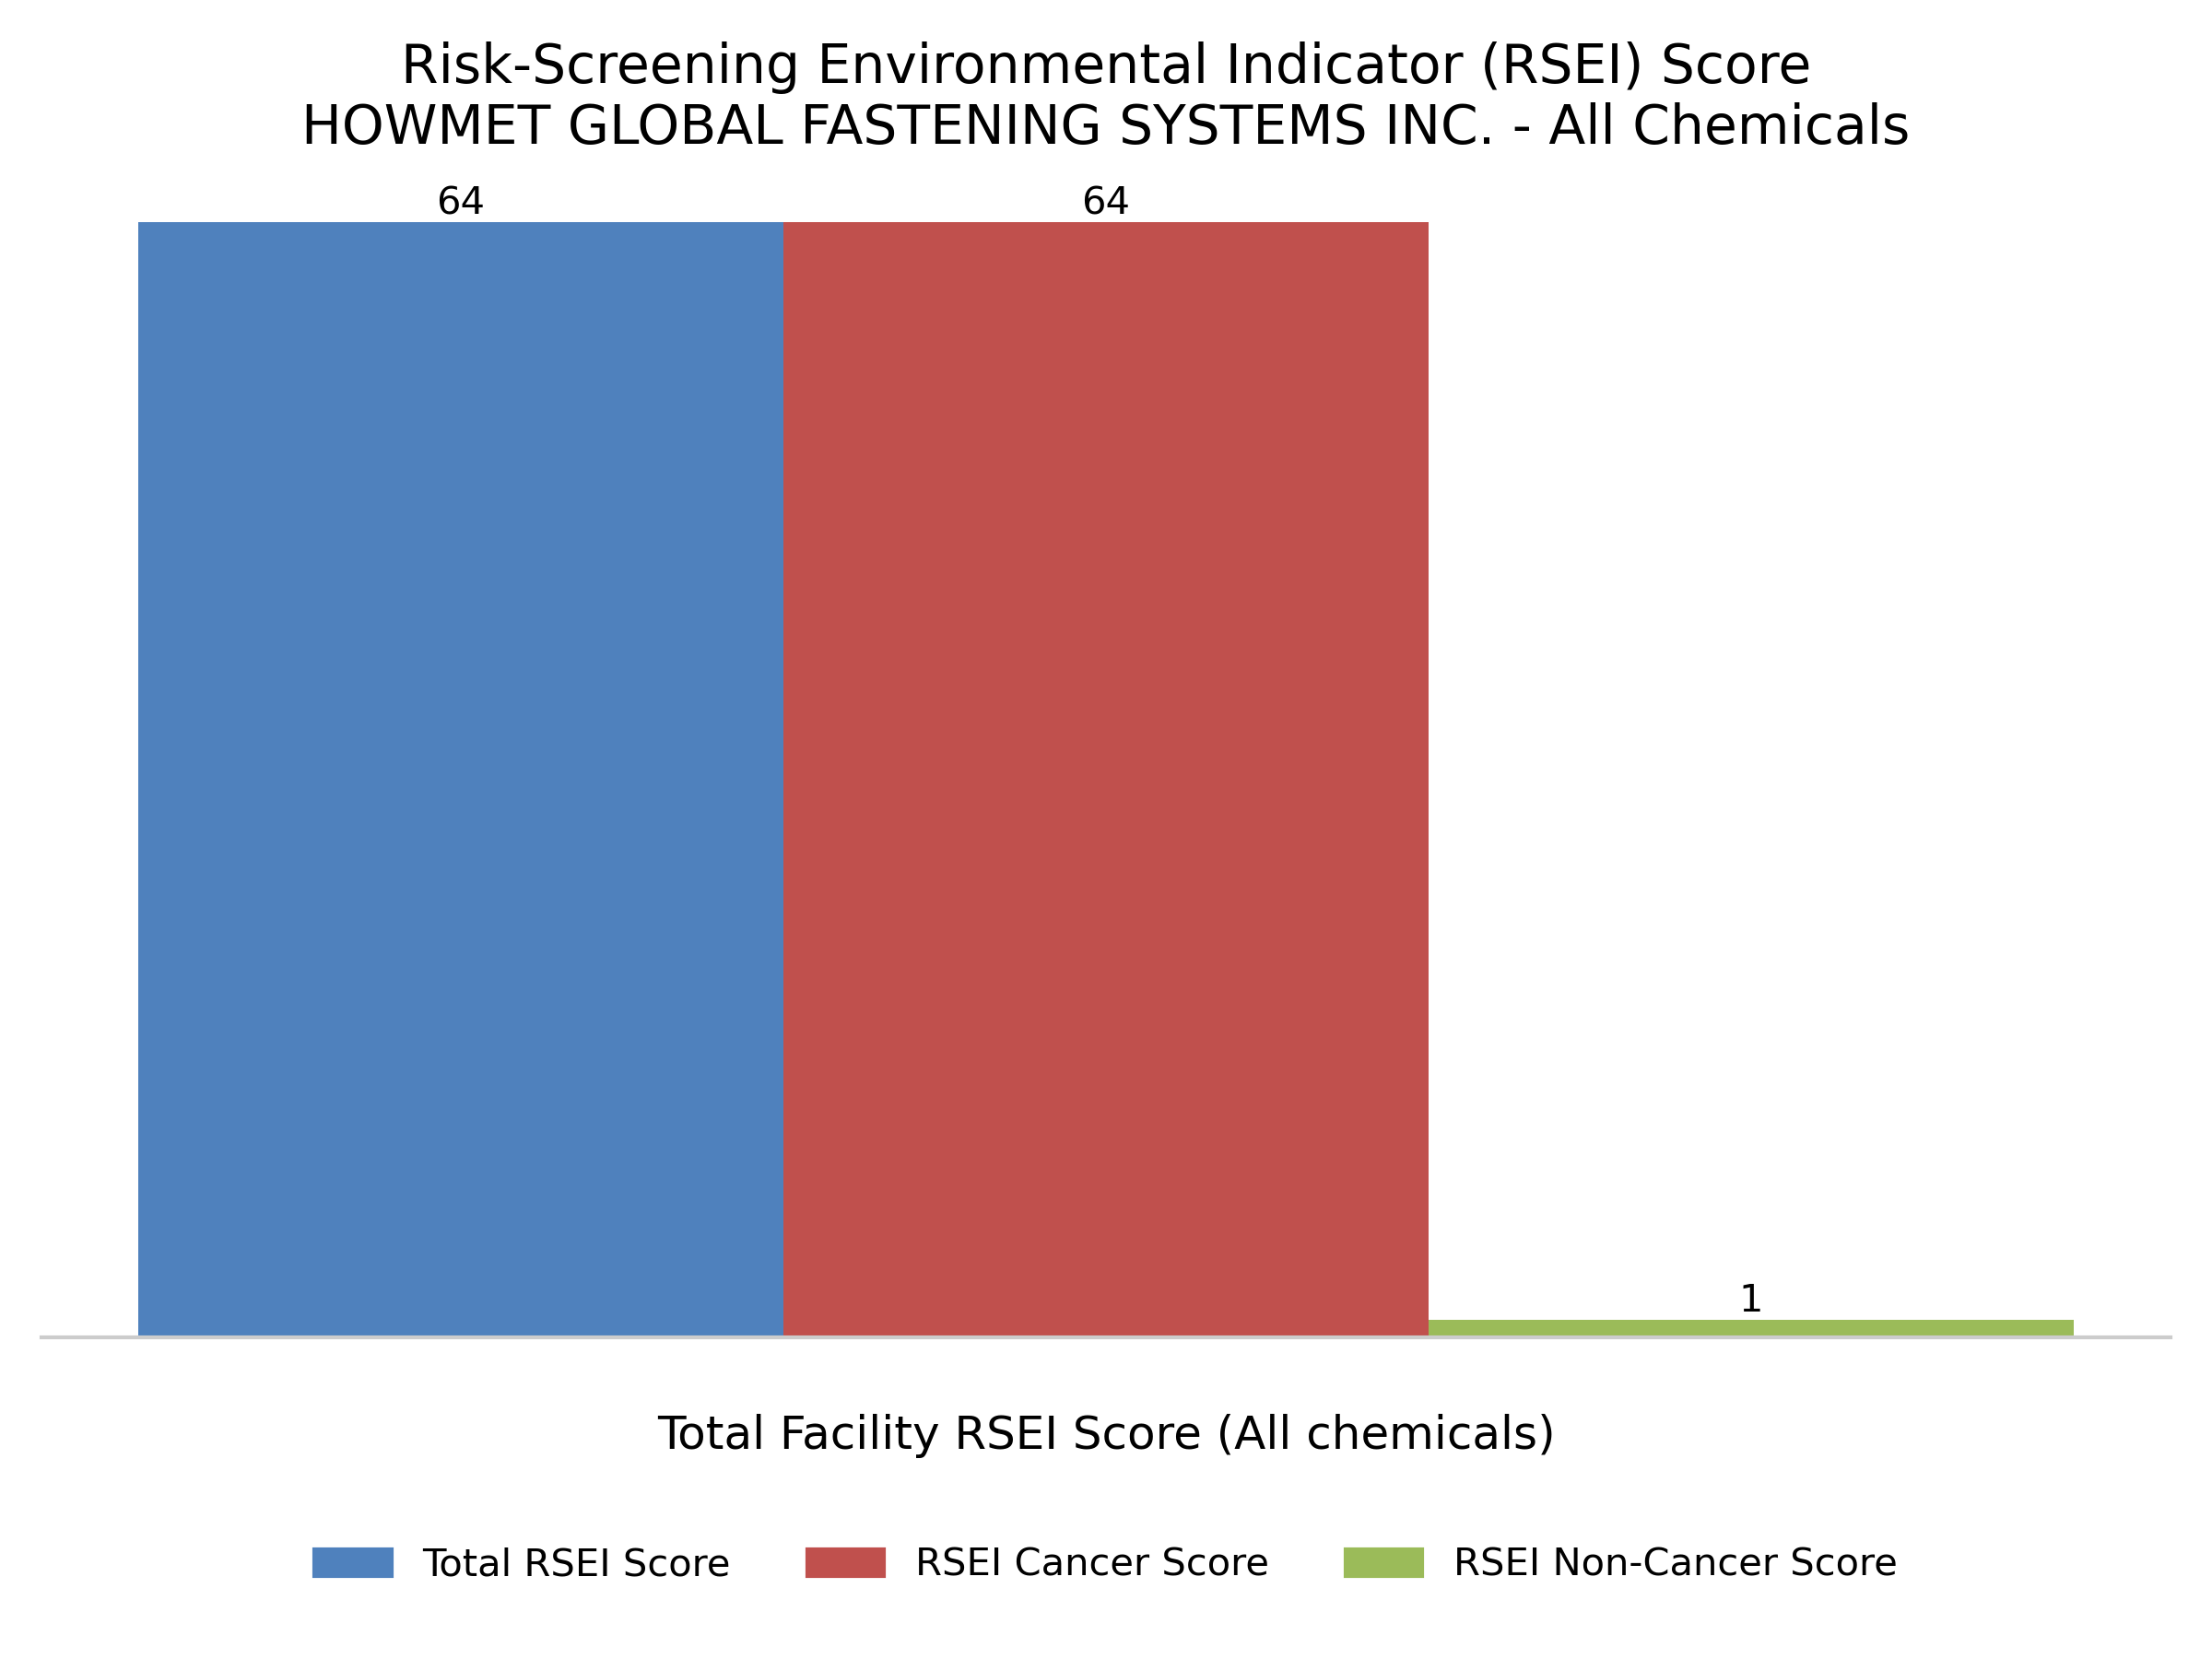 Risk-Screening Environmental Indicator (RSEI) Score
HOWMET GLOBAL FASTENING SYSTEMS INC. - All Chemicals
64
64
1
Total Facility RSEI Score (All chemicals)
Total RSEI Score
RSEI Cancer Score
RSEI Non-Cancer Score